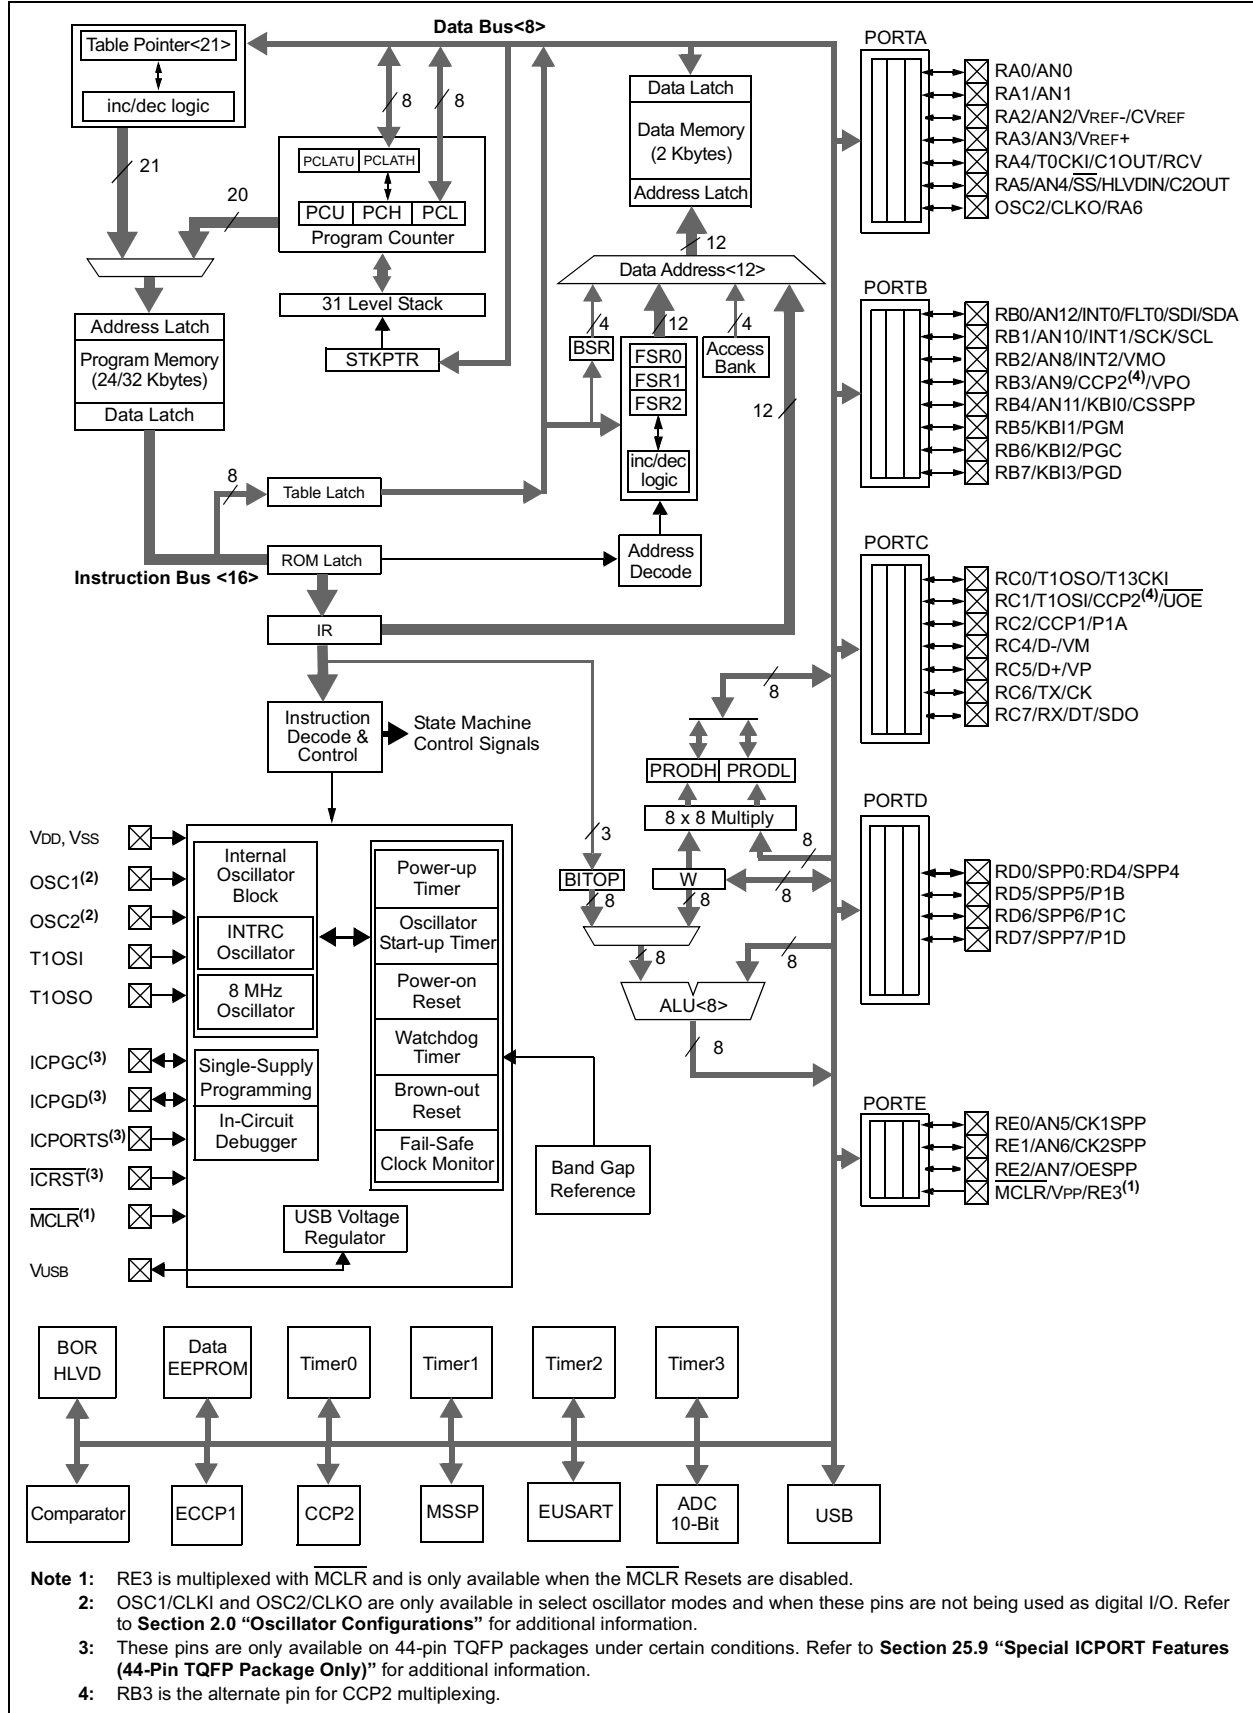 Data Bus<8>
Table Pointer<21>
inc/dec logic
21
20
8
8
PCLATU PCLATH
PCU PCH PCL
Program Counter
31 Level Stack
STKPTR
Data Latch
Data Memory
(2 Kbytes)
Address Latch
12
Data Address<12>
4
12
4
BSR
FSR0
FSR1
FSR2
inc/dec
logic
Access
Bank
12
Address
Decode
Address Latch
Program Memory
(24/32 Kbytes)
Data Latch
8
Table Latch
ROM Latch
Instruction Bus <16>
IR
Instruction
Decode &
Control
State Machine
Control Signals
8
PRODH PRODL
8 x 8 Multiply
3
8
BITOP
W
8
8
8
8
8
ALU<8>
8
VDD, VSS
OSC1(2)
OSC2(2)
T1OSI
T1OSO
ICPGC(3)
ICPGD(3)
ICPORTS(3)
ICRST(3)
MCLR(1)
VUSB
Internal
Oscillator
Block
INTRC
Oscillator
8 MHz
Oscillator
Single-Supply
Programming
In-Circuit
Debugger
Power-up
Timer
Oscillator
Start-up Timer
Power-on
Reset
Watchdog
Timer
Brown-out
Reset
Fail-Safe
Clock Monitor
Band Gap
Reference
USB Voltage
Regulator
PORTA
RA0/AN0
RA1/AN1
RA2/AN2/VREF-/CVREF
RA3/AN3/VREF+
RA4/T0CKI/C1OUT/RCV
RA5/AN4/SS/HLVDIN/C2OUT
OSC2/CLKO/RA6
PORTB
RB0/AN12/INT0/FLT0/SDI/SDA
RB1/AN10/INT1/SCK/SCL
RB2/AN8/INT2/VMO
RB3/AN9/CCP2(4)/VPO
RB4/AN11/KBI0/CSSPP
RB5/KBI1/PGM
RB6/KBI2/PGC
RB7/KBI3/PGD
PORTC
RC0/T1OSO/T13CKI
RC1/T1OSI/CCP2(4)/UOE
RC2/CCP1/P1A
RC4/D-/VM
RC5/D+/VP
RC6/TX/CK
RC7/RX/DT/SDO
PORTD
RD0/SPP0:RD4/SPP4
RD5/SPP5/P1B
RD6/SPP6/P1C
RD7/SPP7/P1D
PORTE
RE0/AN5/CK1SPP
RE1/AN6/CK2SPP
RE2/AN7/OESPP
MCLR/VPP/RE3(1)
BOR
HLVD
Data
EEPROM
Timer0
Timer1
Timer2
Timer3
Comparator
ECCP1
CCP2
MSSP
EUSART
ADC
10-Bit
USB
Note 1: RE3 is multiplexed with MCLR and is only available when the MCLR Resets are disabled.
2: OSC1/CLKI and OSC2/CLKO are only available in select oscillator modes and when these pins are not being used as digital I/O. Refer
to Section 2.0 “Oscillator Configurations” for additional information.
3: These pins are only available on 44-pin TQFP packages under certain conditions. Refer to Section 25.9 “Special ICPORT Features
(44-Pin TQFP Package Only)” for additional information.
4: RB3 is the alternate pin for CCP2 multiplexing.